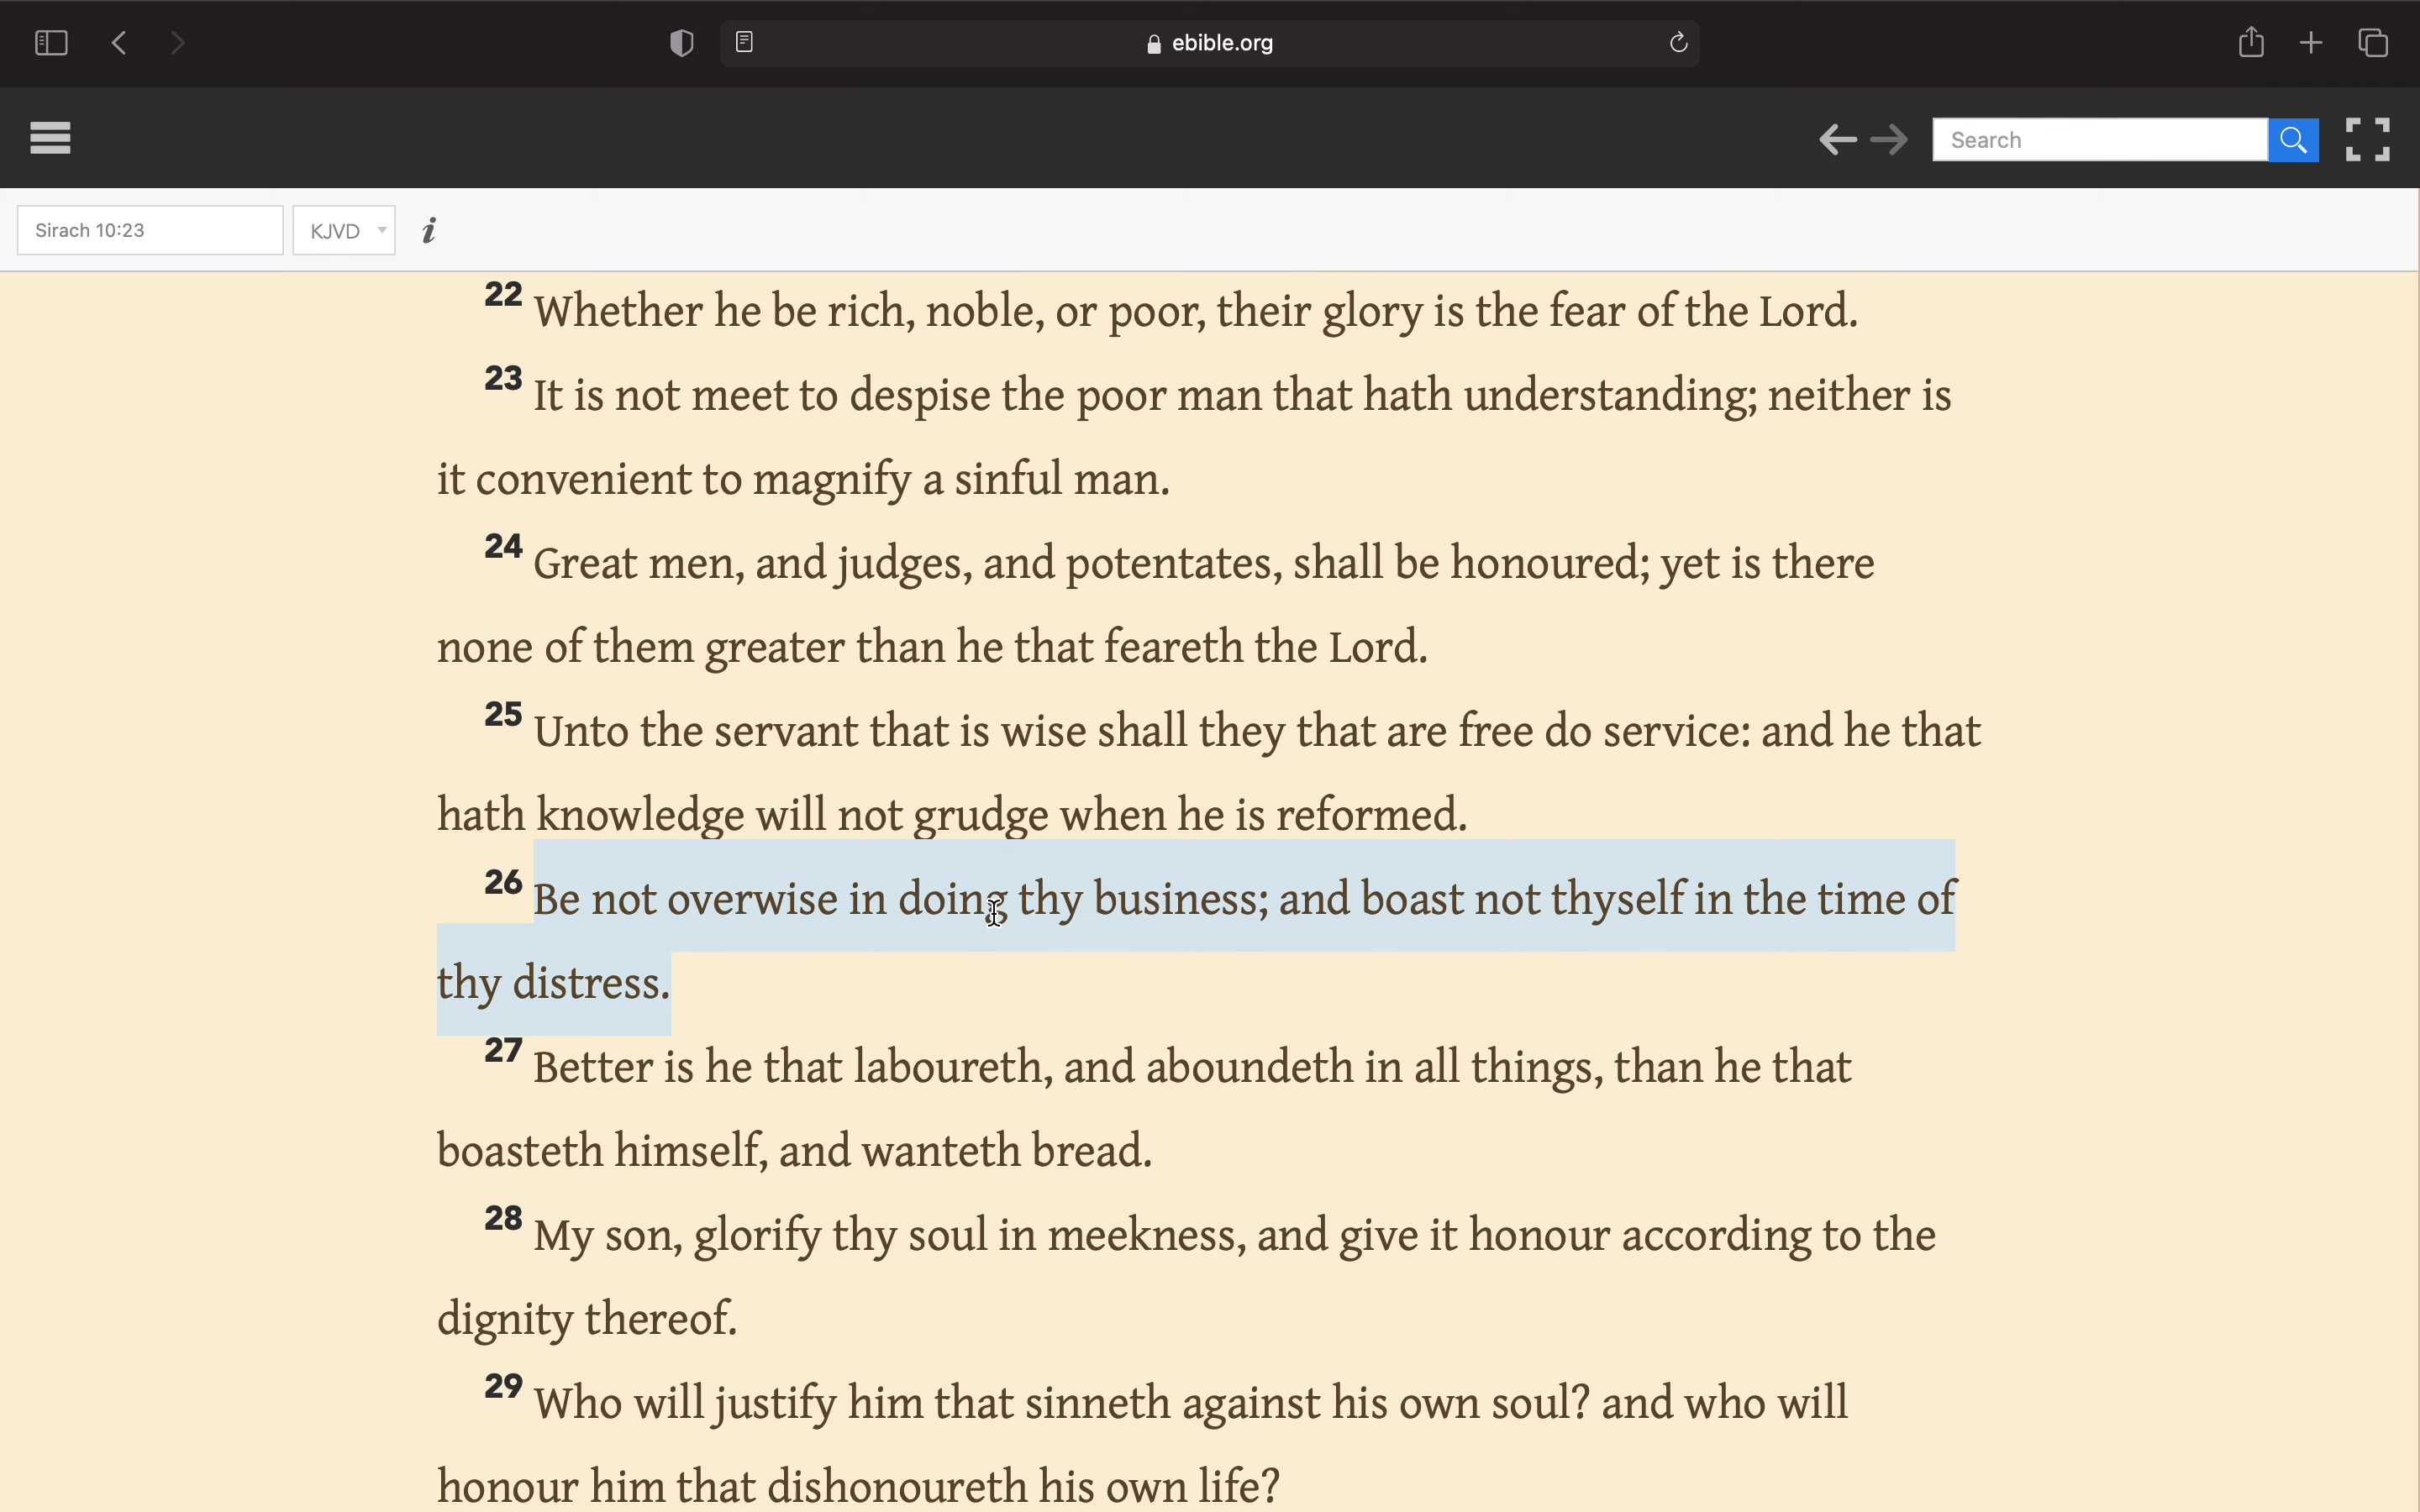 ebible.org
Search
Sirach 10:23 KJVD i
22 Whether he be rich, noble, or poor, their glory is the fear of the Lord.
23 It is not meet to despise the poor man that hath understanding; neither is
it convenient to magnify a sinful man.
24 Great men, and judges, and potentates, shall be honoured; yet is there
none of them greater than he that feareth the Lord.
25 Unto the servant that is wise shall they that are free do service: and he that
hath knowledge will not grudge when he is reformed.
26 Be not overwise in doing thy business; and boast not thyself in the time of
thy distress.
27 Better is he that laboureth, and aboundeth in all things, than he that
boasteth himself, and wanteth bread.
28 My son, glorify thy soul in meekness, and give it honour according to the
dignity thereof.
29 Who will justify him that sinneth against his own soul? and who will
honour him that dishonoureth his own life?